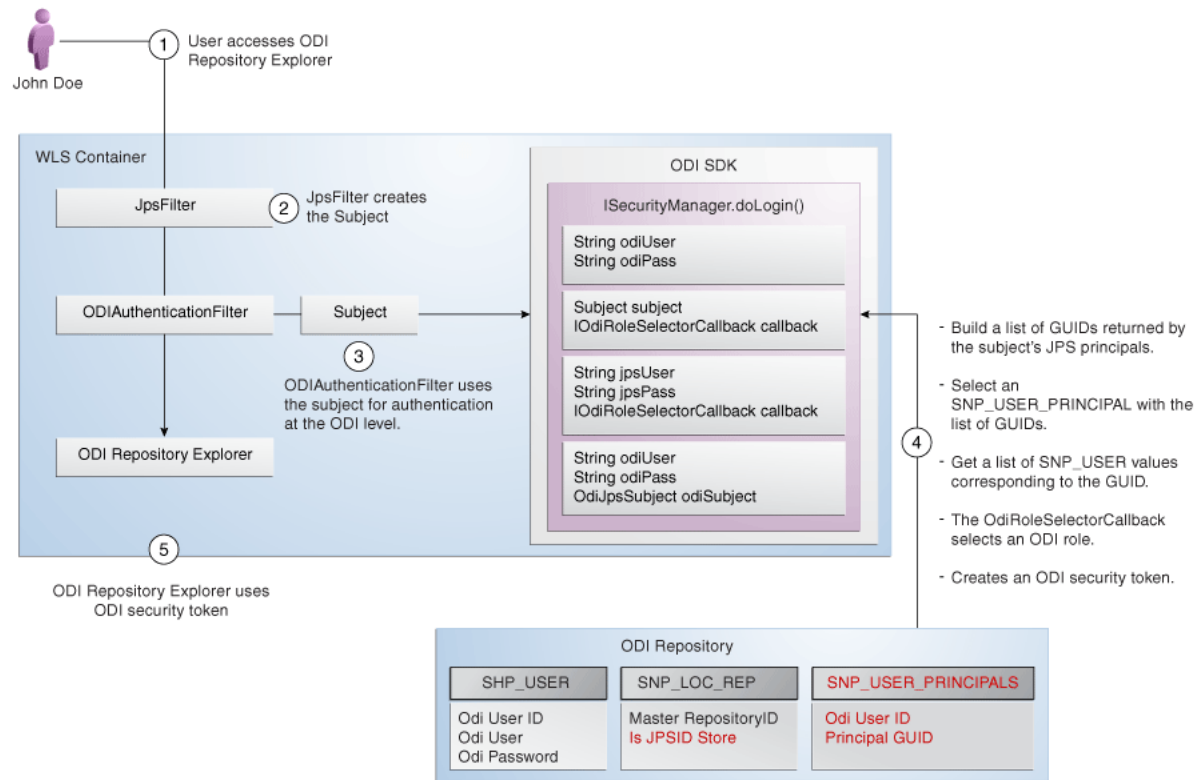 1
User accesses ODI
Repository Explorer
John Doe
WLS Container
JpsFilter
2
JpsFilter creates
the Subject
ODIAuthenticationFilter
Subject
3
ODIAuthenticationFilter uses
the subject for authentication
at the ODI level.
ODI Repository Explorer
ODI SDK
ISecurityManager.doLogin()
String odiUser
String odiPass
Subject subject
IOdiRoleSelectorCallback callback
String jpsUser
String jpsPass
IOdiRoleSelectorCallback callback
String odiUser
String odiPass
OdiJpsSubject odiSubject
4
- Build a list of GUIDs returned by
the subject's JPS principals.
- Select an
SNP_USER_PRINCIPAL with the
list of GUIDs.
- Get a list of SNP_USER values
corresponding to the GUID.
- The OdiRoleSelectorCallback
selects an ODI role.
- Creates an ODI security token.
5
ODI Repository Explorer uses
ODI security token
ODI Repository
SHP_USER
Odi User ID
Odi User
Odi Password
SNP_LOC_REP
Master RepositoryID
Is JPSID Store
SNP_USER_PRINCIPALS
Odi User ID
Principal GUID